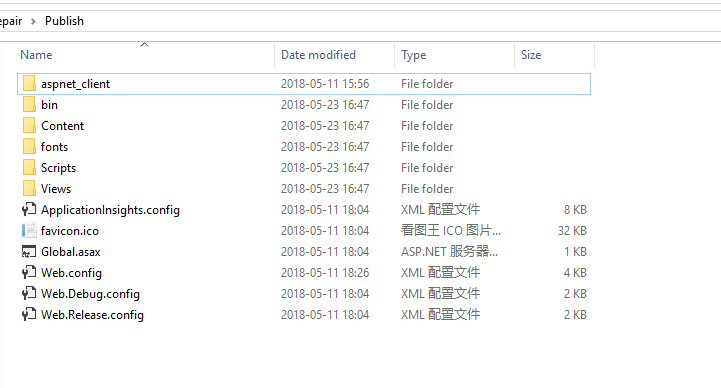 epair > Publish
Name Date modified Type Size
aspnet_client 2018-05-11 15:56 File folder
bin 2018-05-23 16:47 File folder
Content 2018-05-23 16:47 File folder
fonts 2018-05-23 16:47 File folder
Scripts 2018-05-23 16:47 File folder
Views 2018-05-23 16:47 File folder
ApplicationInsights.config 2018-05-11 18:04 XML 配置文件 8 KB
favicon.ico 2018-05-11 18:04 看图王 ICO 图片... 32 KB
Global.asax 2018-05-11 18:04 ASP.NET 服务器... 1 KB
Web.config 2018-05-11 18:26 XML 配置文件 4 KB
Web.Debug.config 2018-05-11 18:04 XML 配置文件 2 KB
Web.Release.config 2018-05-11 18:04 XML 配置文件 2 KB